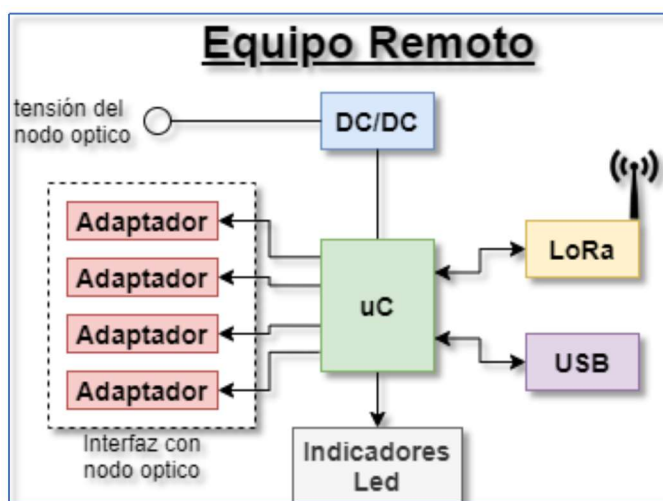 Equipo Remoto
tensión del
nodo optico
DC/DC
Adaptador
Adaptador
Adaptador
Adaptador
Interfaz con
nodo optico
uC
LoRa
USB
Indicadores
Led